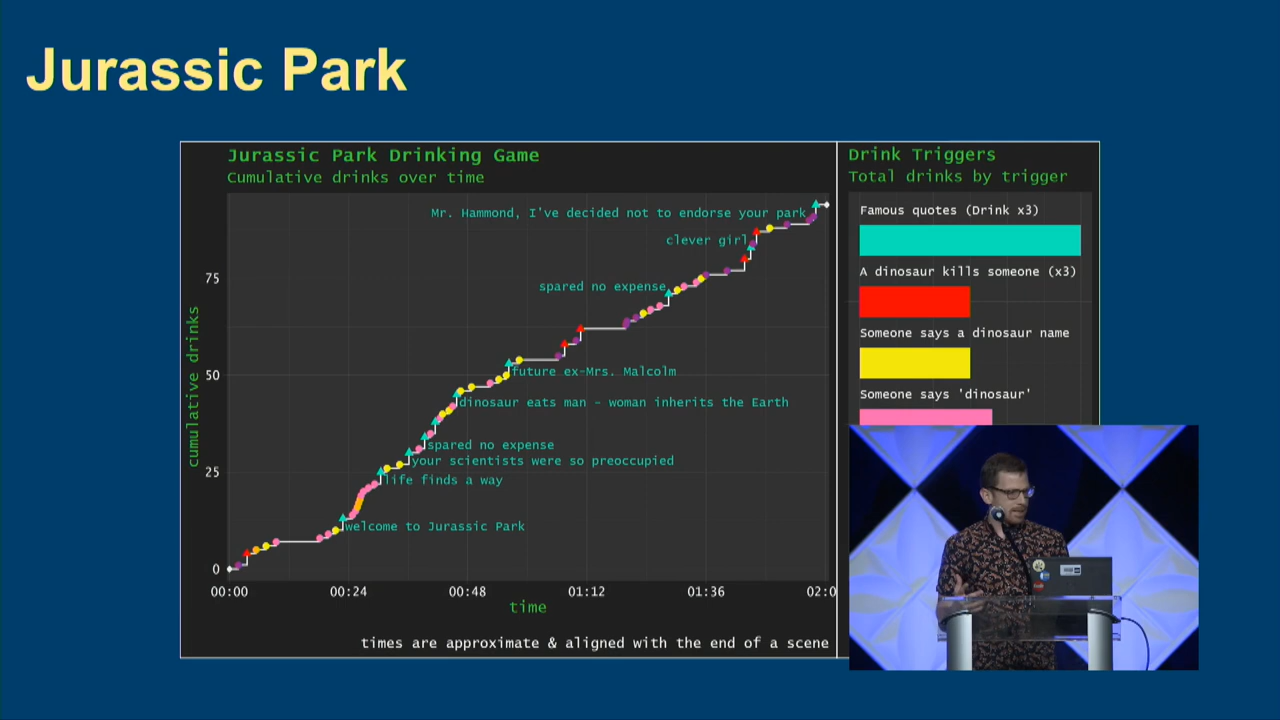 Jurassic Park
Jurassic Park Drinking Game
Cumulative drinks over time
Mr. Hammond, I've decided not to endorse your park
clever girl
spared no expense
future ex-Mrs. Malcolm
dinosaur eats man - woman inherits the Earth
spared no expense
your scientists were so preoccupied
life finds a way
welcome to Jurassic Park
cumulative drinks
75
50
25
0
00:00
00:24
00:48
01:12
01:36
02:0
time
times are approximate & aligned with the end of a scene
Drink Triggers
Total drinks by trigger
Famous quotes (Drink x3)
A dinosaur kills someone (x3)
Someone says a dinosaur name
Someone says 'dinosaur'